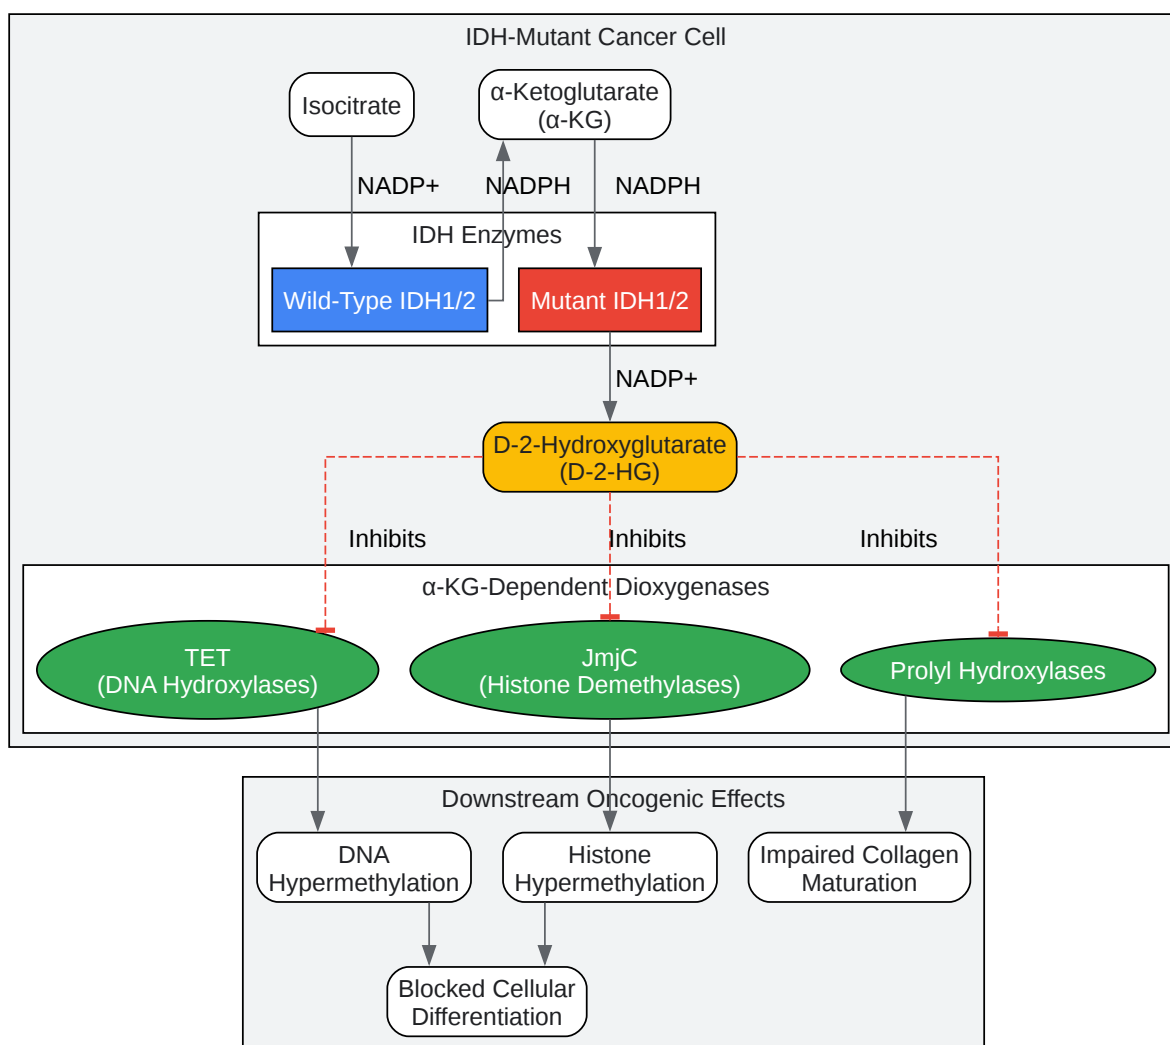 IDH-Mutant Cancer Cell
Isocitrate
α-Ketoglutarate
(α-KG)
NADP+
NADPH
NADPH
IDH Enzymes
Wild-Type IDH1/2
Mutant IDH1/2
NADP+
D-2-Hydroxyglutarate
(D-2-HG)
Inhibits
Inhibits
Inhibits
α-KG-Dependent Dioxygenases
TET
(DNA Hydroxylases)
JmjC
(Histone Demethylases)
Prolyl Hydroxylases
Downstream Oncogenic Effects
DNA
Hypermethylation
Histone
Hypermethylation
Impaired Collagen
Maturation
Blocked Cellular
Differentiation